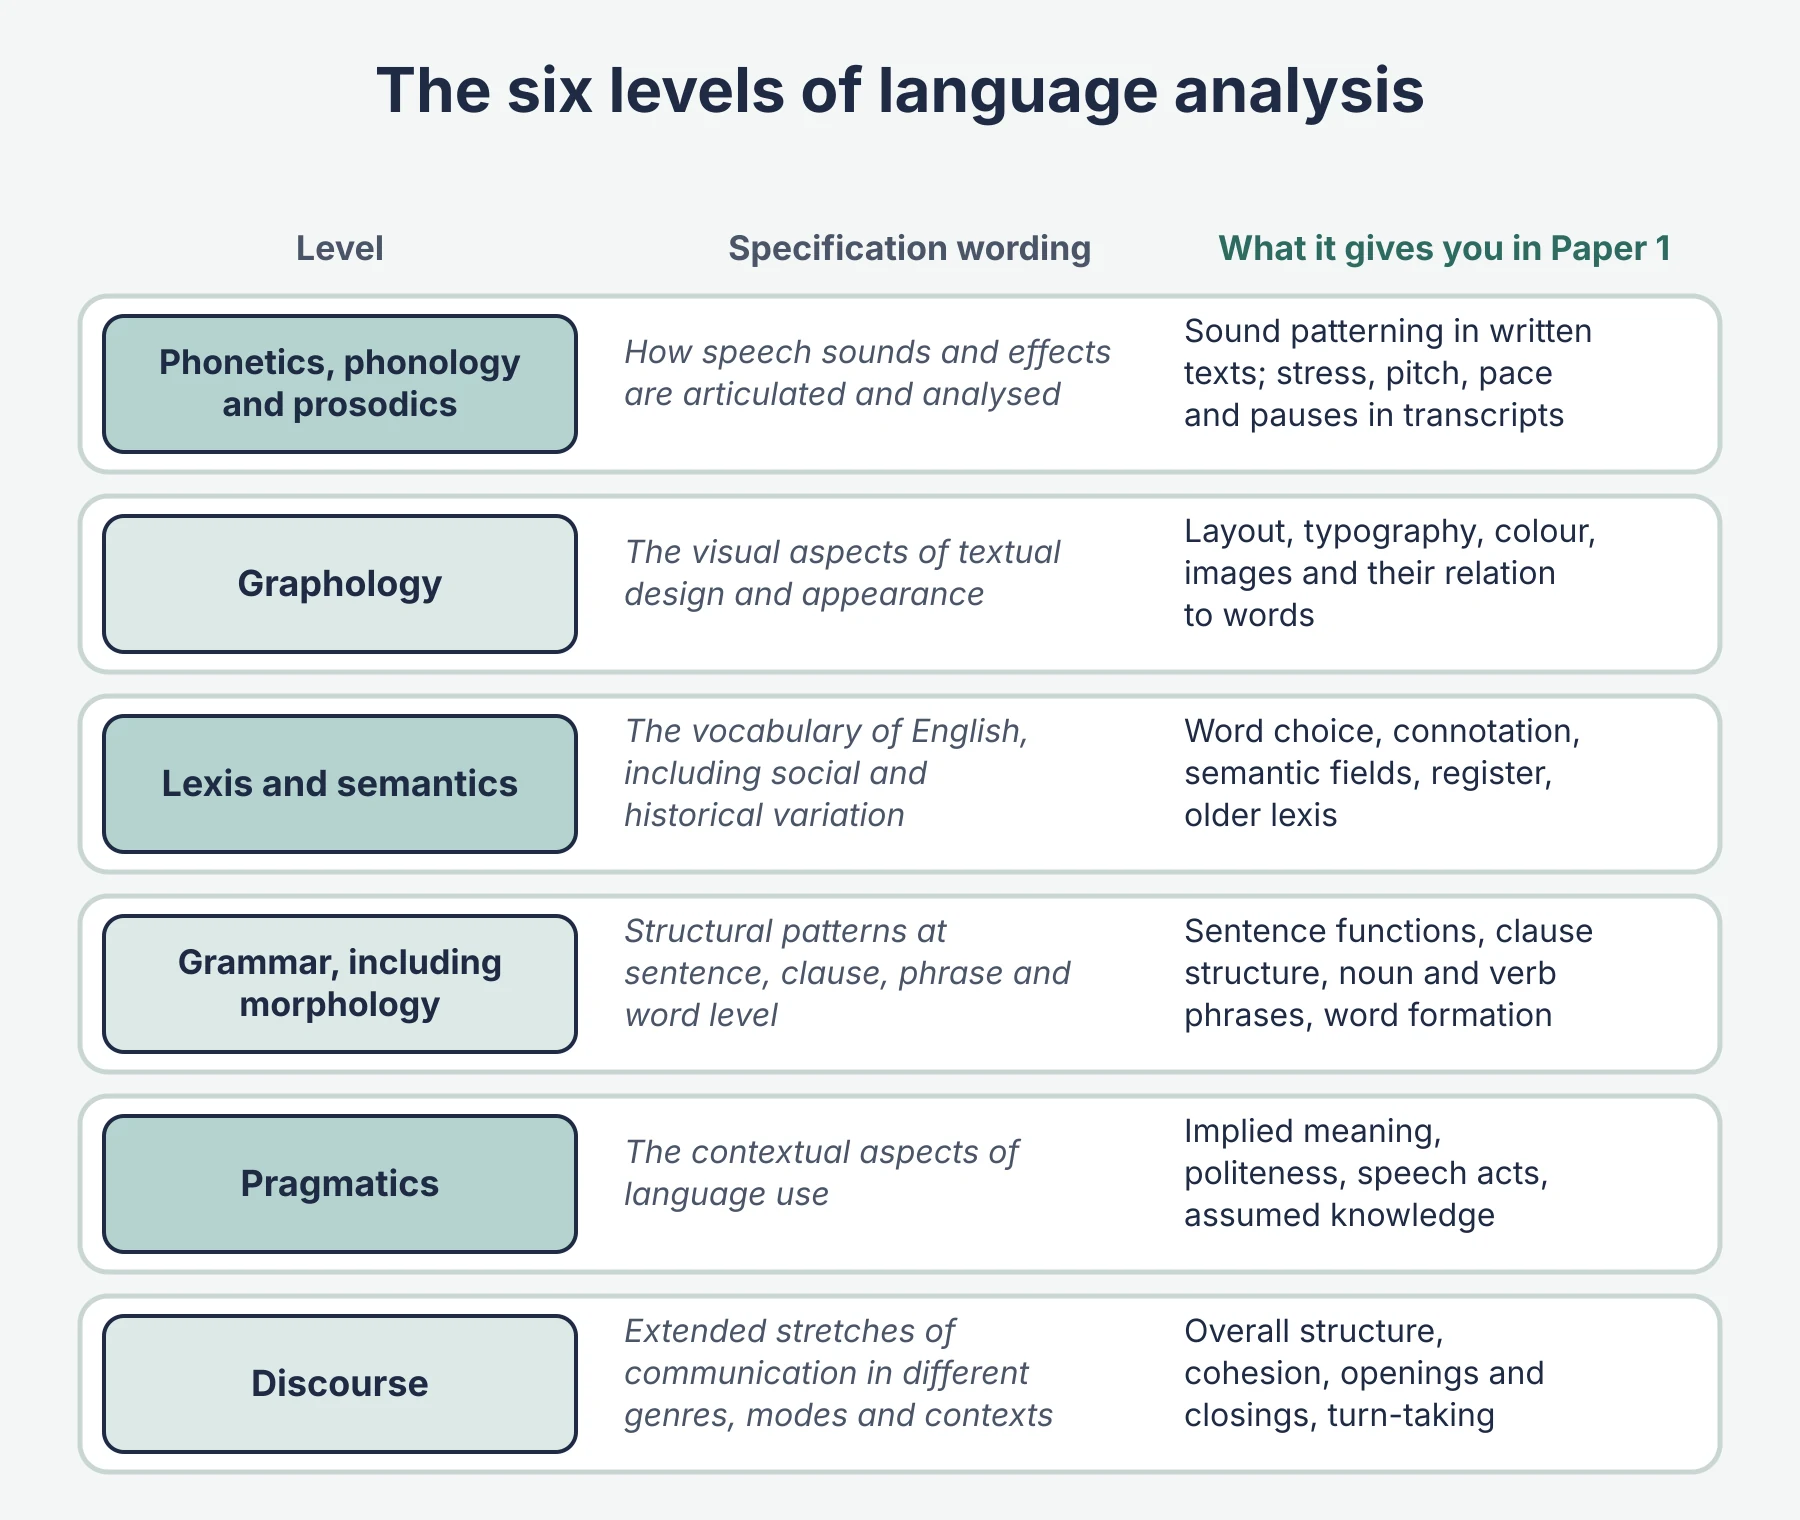 The six levels of language analysis
Level
Specification wording
What it gives you in Paper 1
Phonetics, phonology
and prosodics
How speech sounds and effects
are articulated and analysed
Sound patterning in written
texts; stress, pitch, pace
and pauses in transcripts
Graphology
The visual aspects of textual
design and appearance
Layout, typography, colour,
images and their relation
to words
Lexis and semantics
The vocabulary of English,
including social and
historical variation
Word choice, connotation,
semantic fields, register,
older lexis
Grammar, including
morphology
Structural patterns at
sentence, clause, phrase and
word level
Sentence functions, clause
structure, noun and verb
phrases, word formation
Pragmatics
The contextual aspects of
language use
Implied meaning,
politeness, speech acts,
assumed knowledge
Discourse
Extended stretches of
communication in different
genres, modes and contexts
Overall structure,
cohesion, openings and
closings, turn-taking